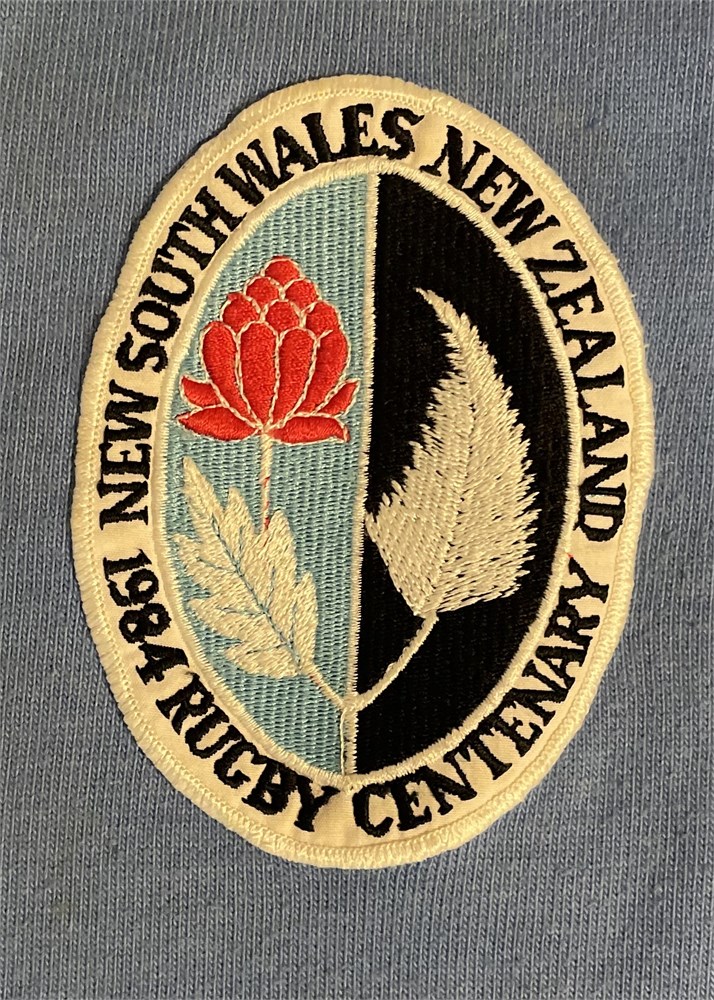 NEW SOUTH WALES NEW ZEALAND
1984 RUGBY CENTENARY